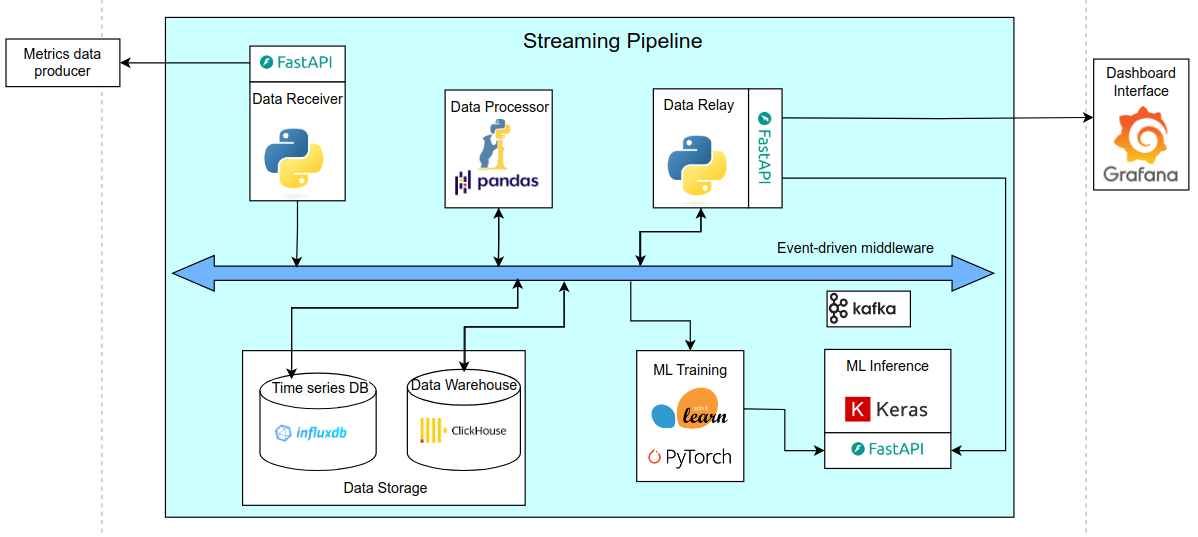 Streaming Pipeline
Metrics data
producer
FastAPI
Data Receiver
Data Processor
pandas
Data Relay
FastAPI
Dashboard
Interface
Grafana
Event-driven middleware
kafka
Time series DB
influxdb
Data Warehouse
ClickHouse
Data Storage
ML Training
scikit
learn
PyTorch
ML Inference
K Keras
FastAPI